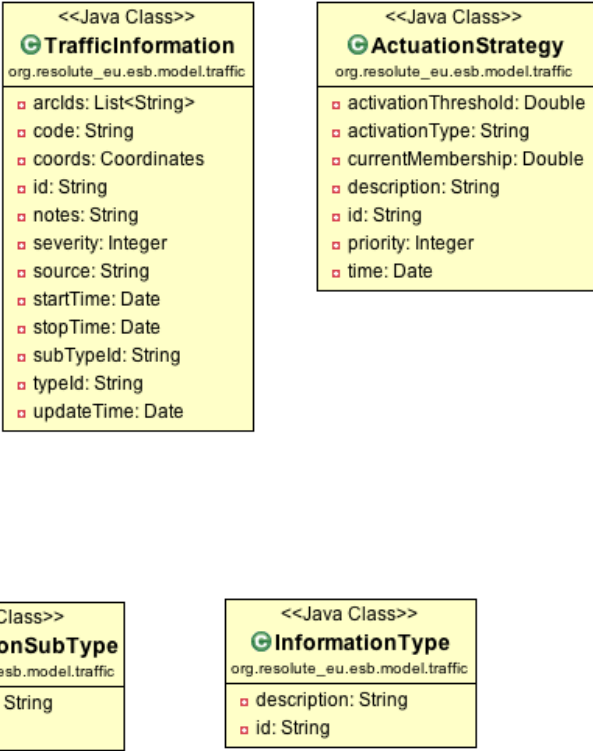 <<Java Class>>
TrafficInformation
org.resolute_eu.esb.model.traffic
arcIds: List<String>
code: String
coords: Coordinates
id: String
notes: String
severity: Integer
source: String
startTime: Date
stopTime: Date
subTypeId: String
typeId: String
updateTime: Date
<<Java Class>>
ActuationStrategy
org.resolute_eu.esb.model.traffic
activationThreshold: Double
activationType: String
currentMembership: Double
description: String
id: String
priority: Integer
time: Date
Class>>
onSubType
esb.model.traffic
String
<<Java Class>>
InformationType
org.resolute_eu.esb.model.traffic
description: String
id: String